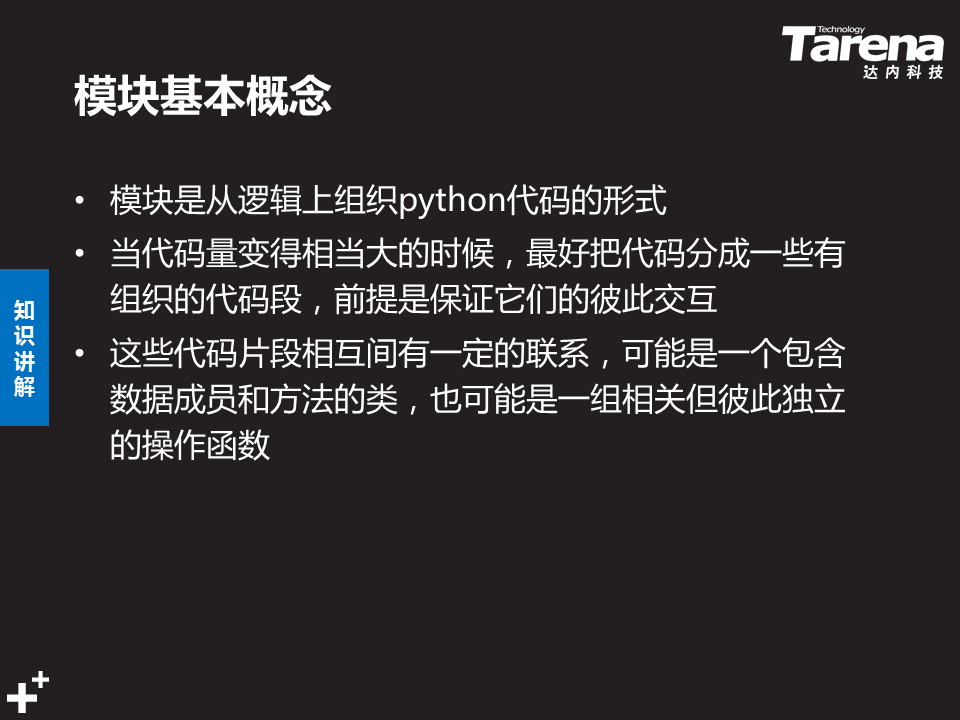 Technology
Tarena
达内科技
模块基本概念
• 模块是从逻辑上组织python代码的形式
• 当代码量变得相当大的时候，最好把代码分成一些有
组织的代码段，前提是保证它们的彼此交互
• 这些代码片段相互间有一定的联系，可能是一个包含
数据成员和方法的类，也可能是一组相关但彼此独立
的操作函数
知
识
讲
解